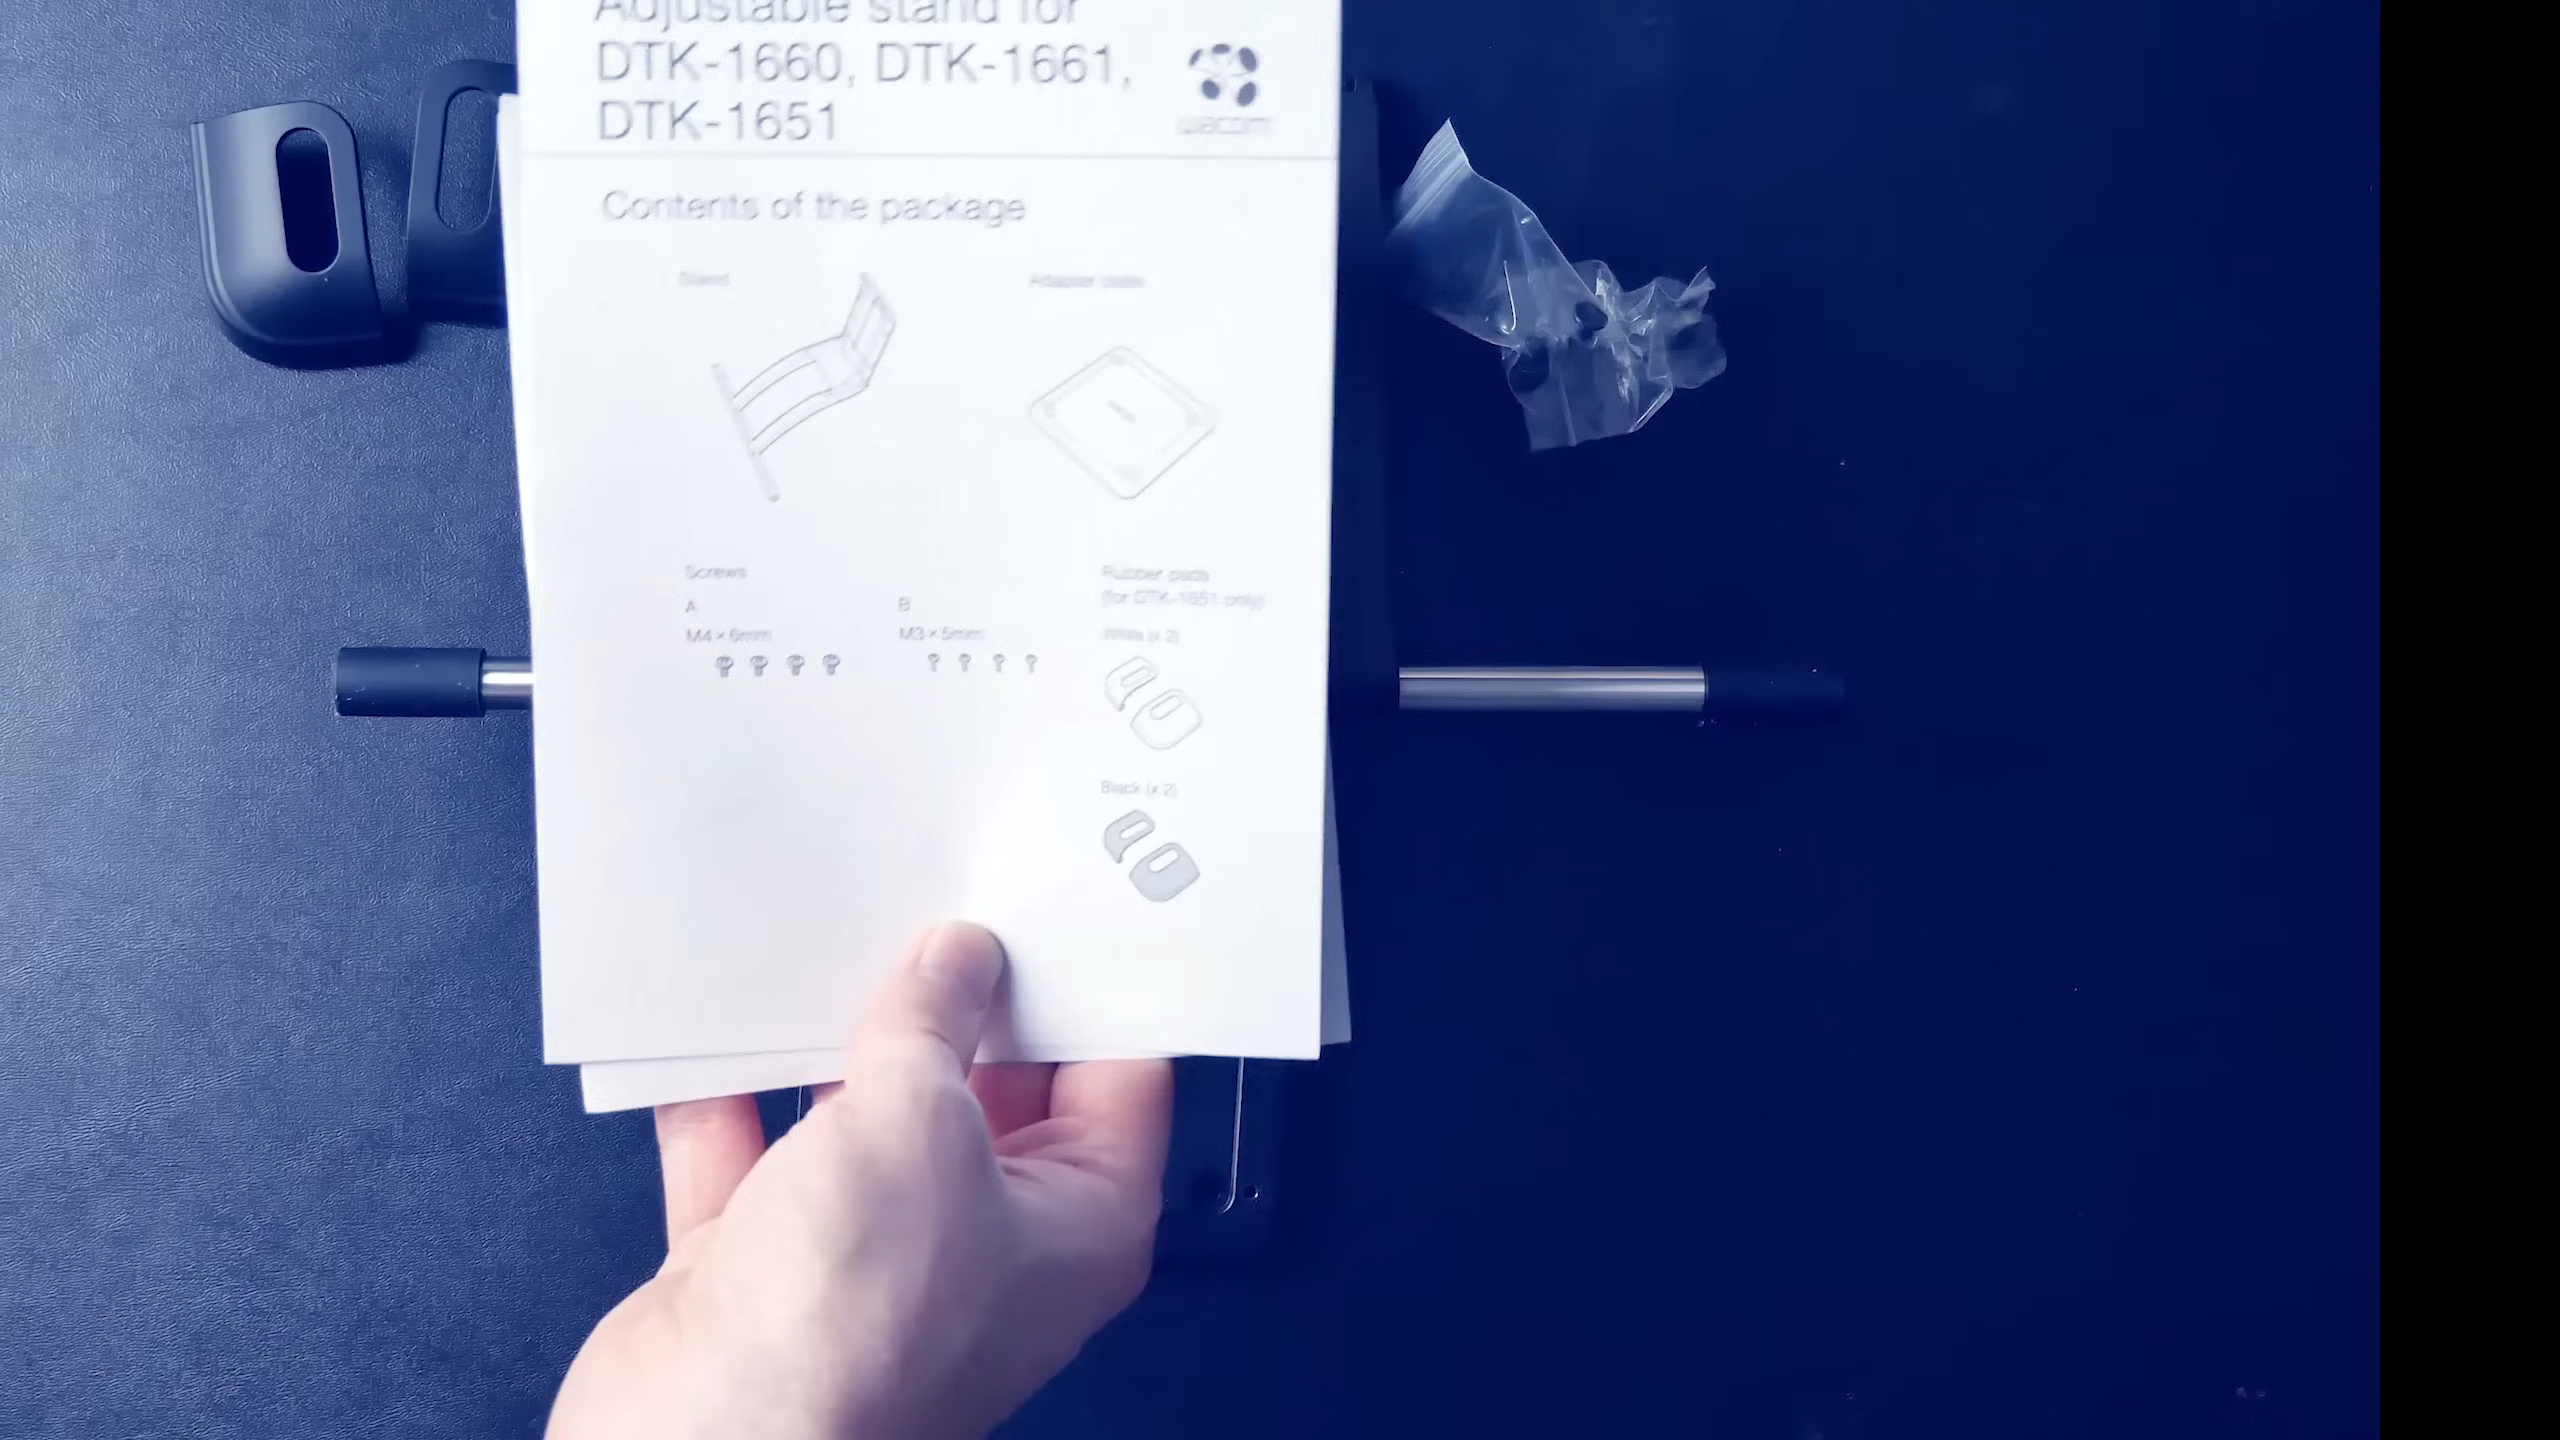 Adjustable stand for
DTK-1660, DTK-1661,
DTK-1651
wacom
Contents of the package
Stand
Adapter plate
Screws
A
M4 × 6mm
B
M3 × 5mm
Rubber pads
(for DTK-1651 only)
White (x 2)
Black (x 2)